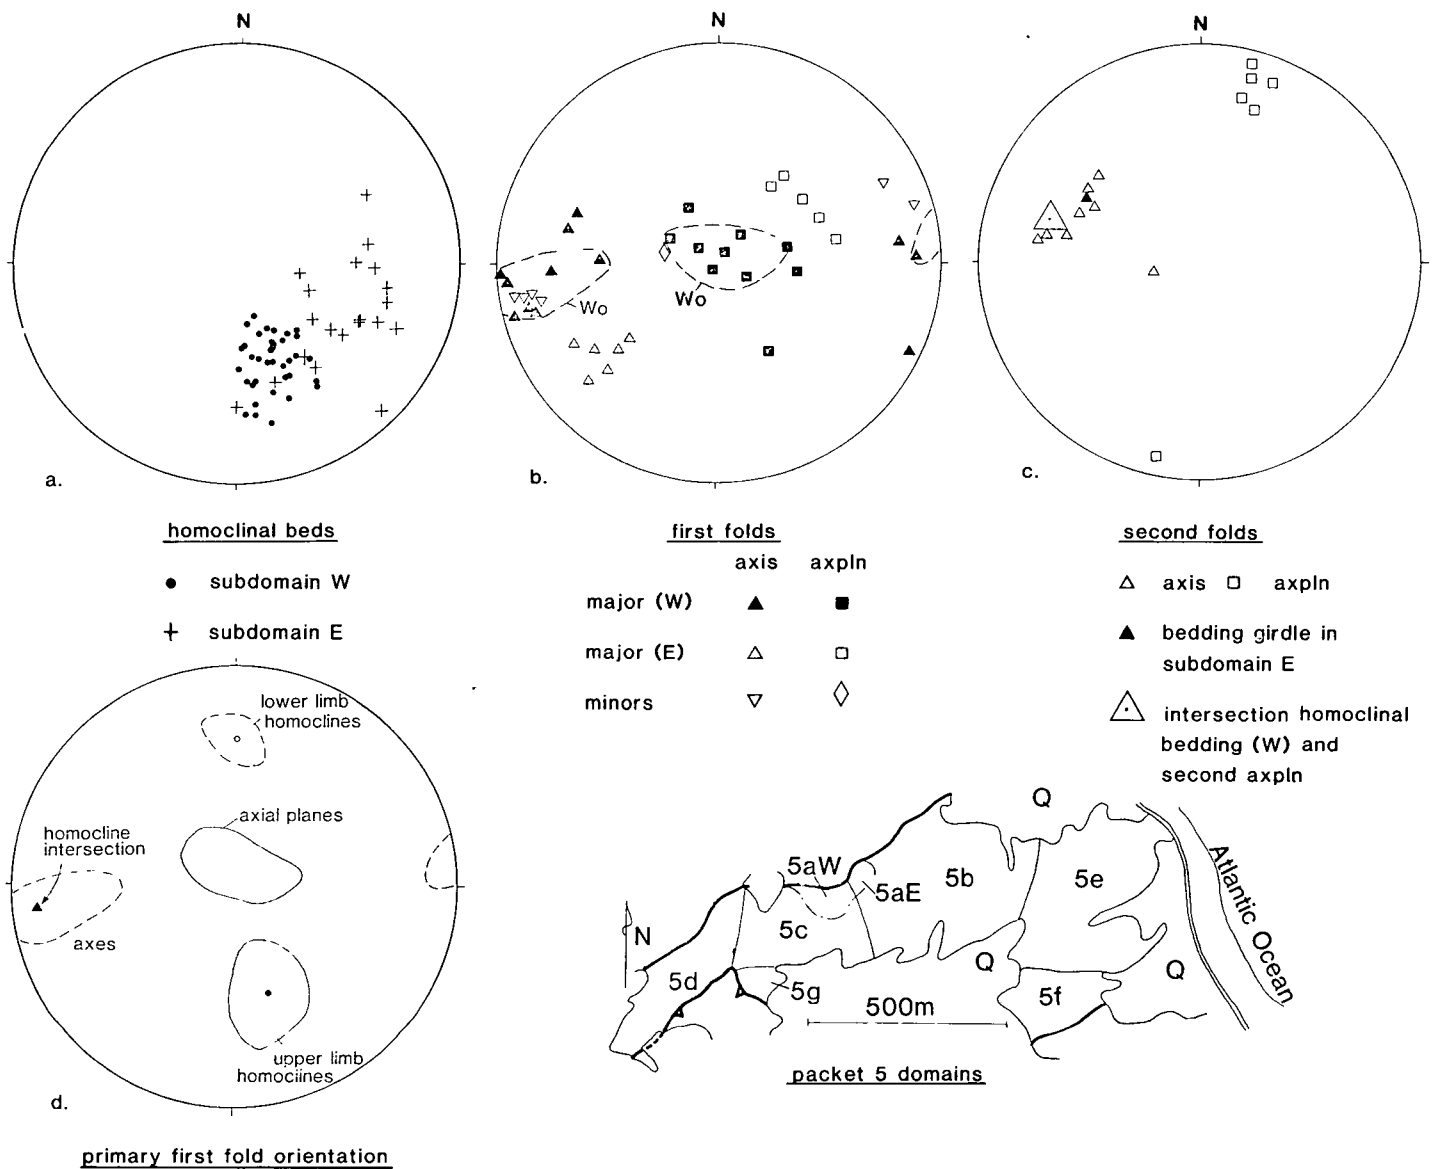 N
N
N
Wo
Wo
a.
b.
c.
homoclinal beds
subdomain W
subdomain E
first folds
axis axpln
major (W)
major (E)
minors
second folds
axis axpln
bedding girdle in
subdomain E
intersection homoclinal
bedding (W) and
second axpln
lower limb
homoclines
axial planes
homocline
intersection
axes
upper limb
homoclines
d.
primary first fold orientation
Q
5aW
5aE
5b
5e
Atlantic Ocean
N
5c
Q
Q
5d
5g
5f
500m
packet 5 domains